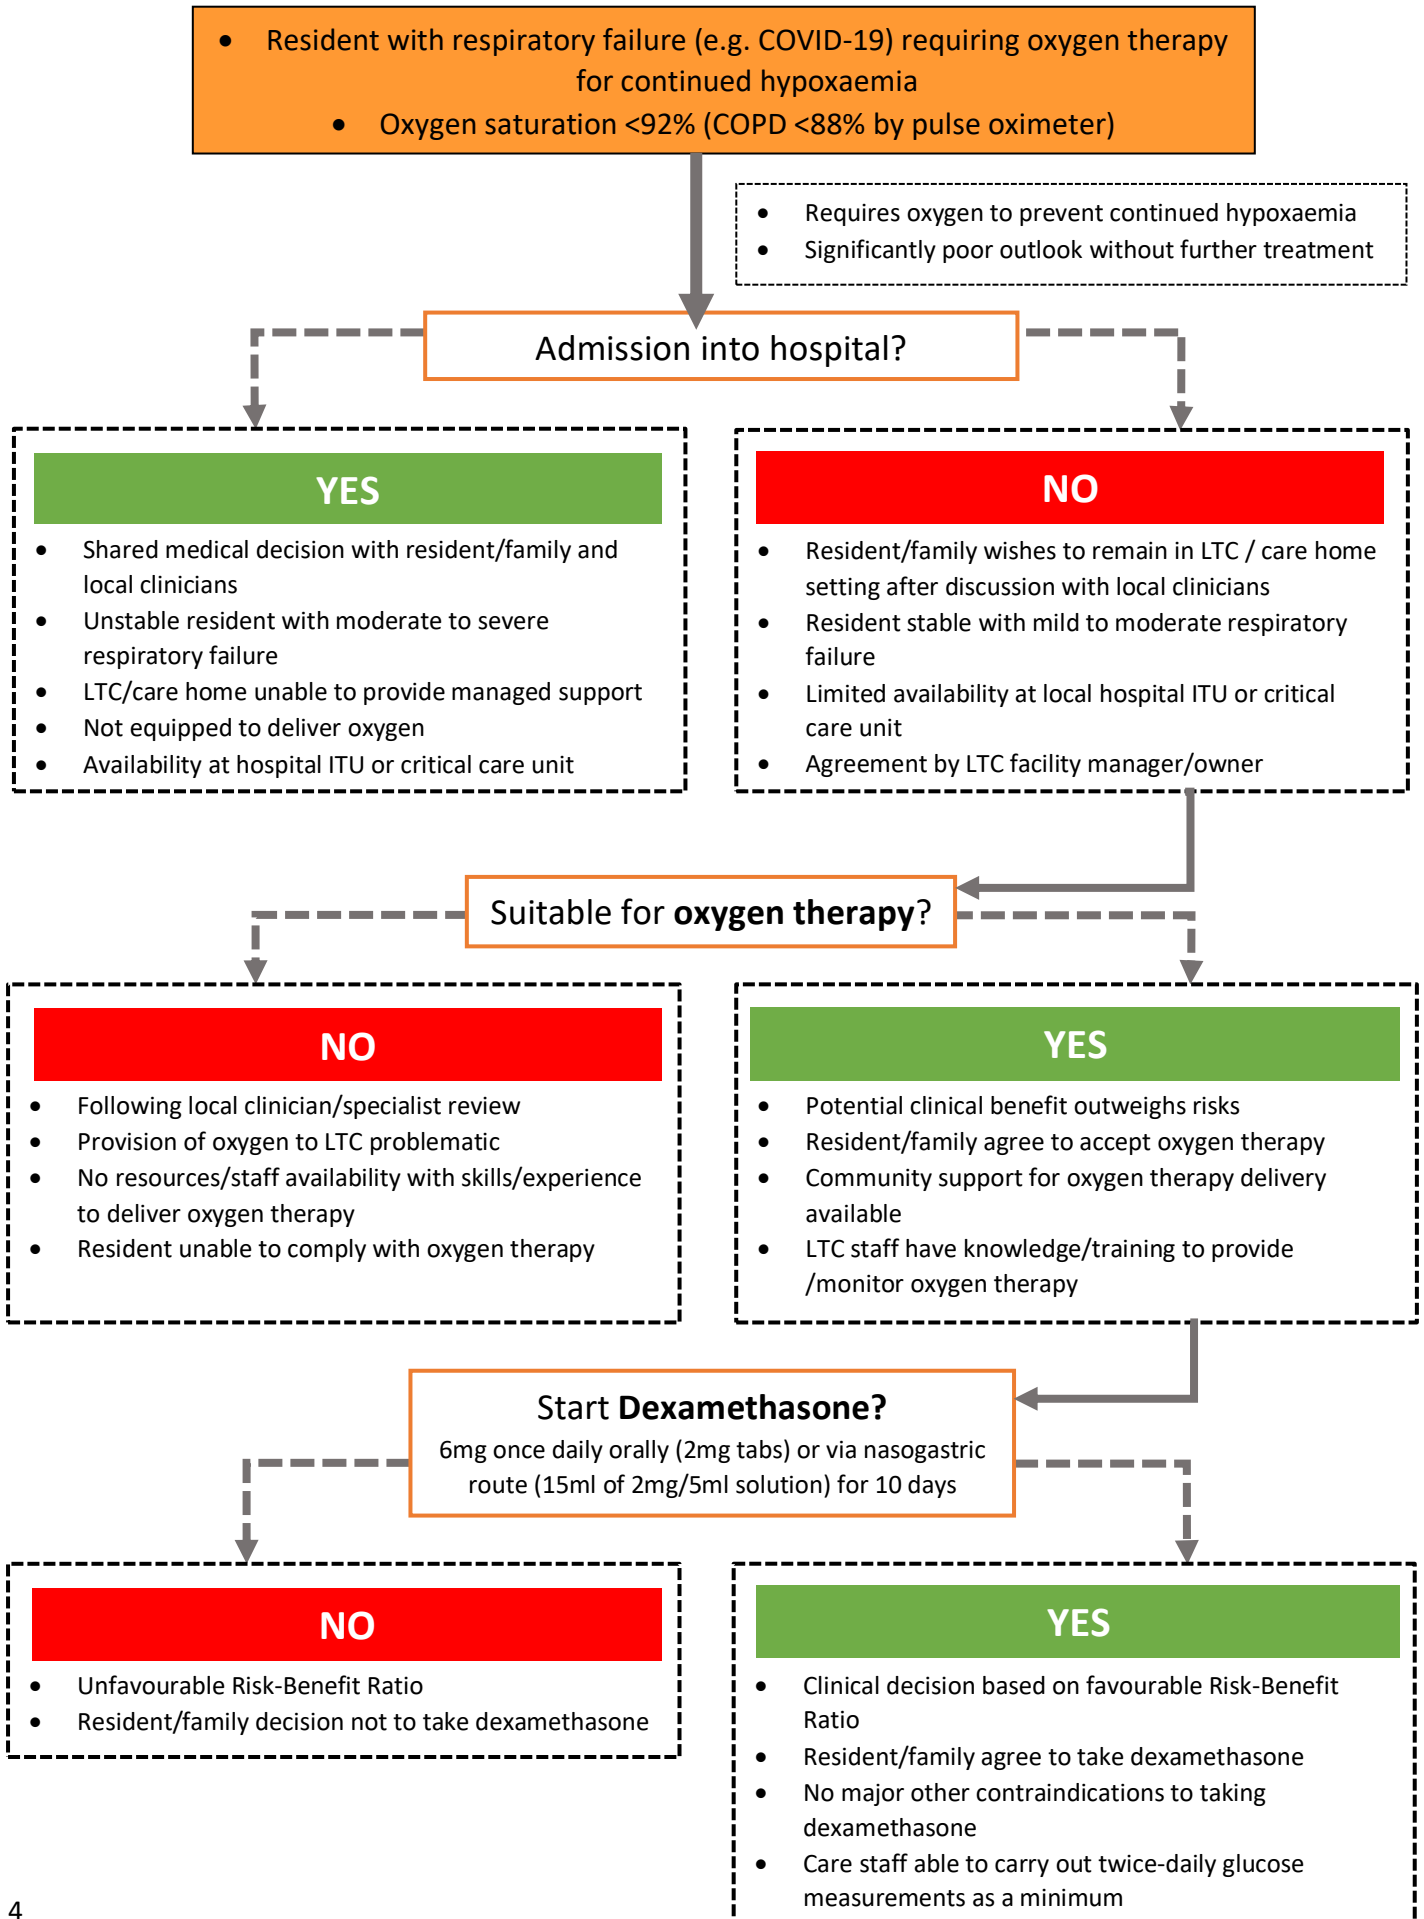 • Resident with respiratory failure (e.g. COVID-19) requiring oxygen therapy
for continued hypoxaemia
• Oxygen saturation <92% (COPD <88% by pulse oximeter)
• Requires oxygen to prevent continued hypoxaemia
• Significantly poor outlook without further treatment
Admission into hospital?
YES
• Shared medical decision with resident/family and
local clinicians
• Unstable resident with moderate to severe
respiratory failure
• LTC/care home unable to provide managed support
• Not equipped to deliver oxygen
• Availability at hospital ITU or critical care unit
NO
• Resident/family wishes to remain in LTC / care home
setting after discussion with local clinicians
• Resident stable with mild to moderate respiratory
failure
• Limited availability at local hospital ITU or critical
care unit
• Agreement by LTC facility manager/owner
Suitable for oxygen therapy?
NO
• Following local clinician/specialist review
• Provision of oxygen to LTC problematic
• No resources/staff availability with skills/experience
to deliver oxygen therapy
• Resident unable to comply with oxygen therapy
YES
• Potential clinical benefit outweighs risks
• Resident/family agree to accept oxygen therapy
• Community support for oxygen therapy delivery
available
• LTC staff have knowledge/training to provide
/monitor oxygen therapy
Start Dexamethasone?
6mg once daily orally (2mg tabs) or via nasogastric
route (15ml of 2mg/5ml solution) for 10 days
NO
• Unfavourable Risk-Benefit Ratio
• Resident/family decision not to take dexamethasone
YES
• Clinical decision based on favourable Risk-Benefit
Ratio
• Resident/family agree to take dexamethasone
• No major other contraindications to taking
dexamethasone
• Care staff able to carry out twice-daily glucose
measurements as a minimum
4